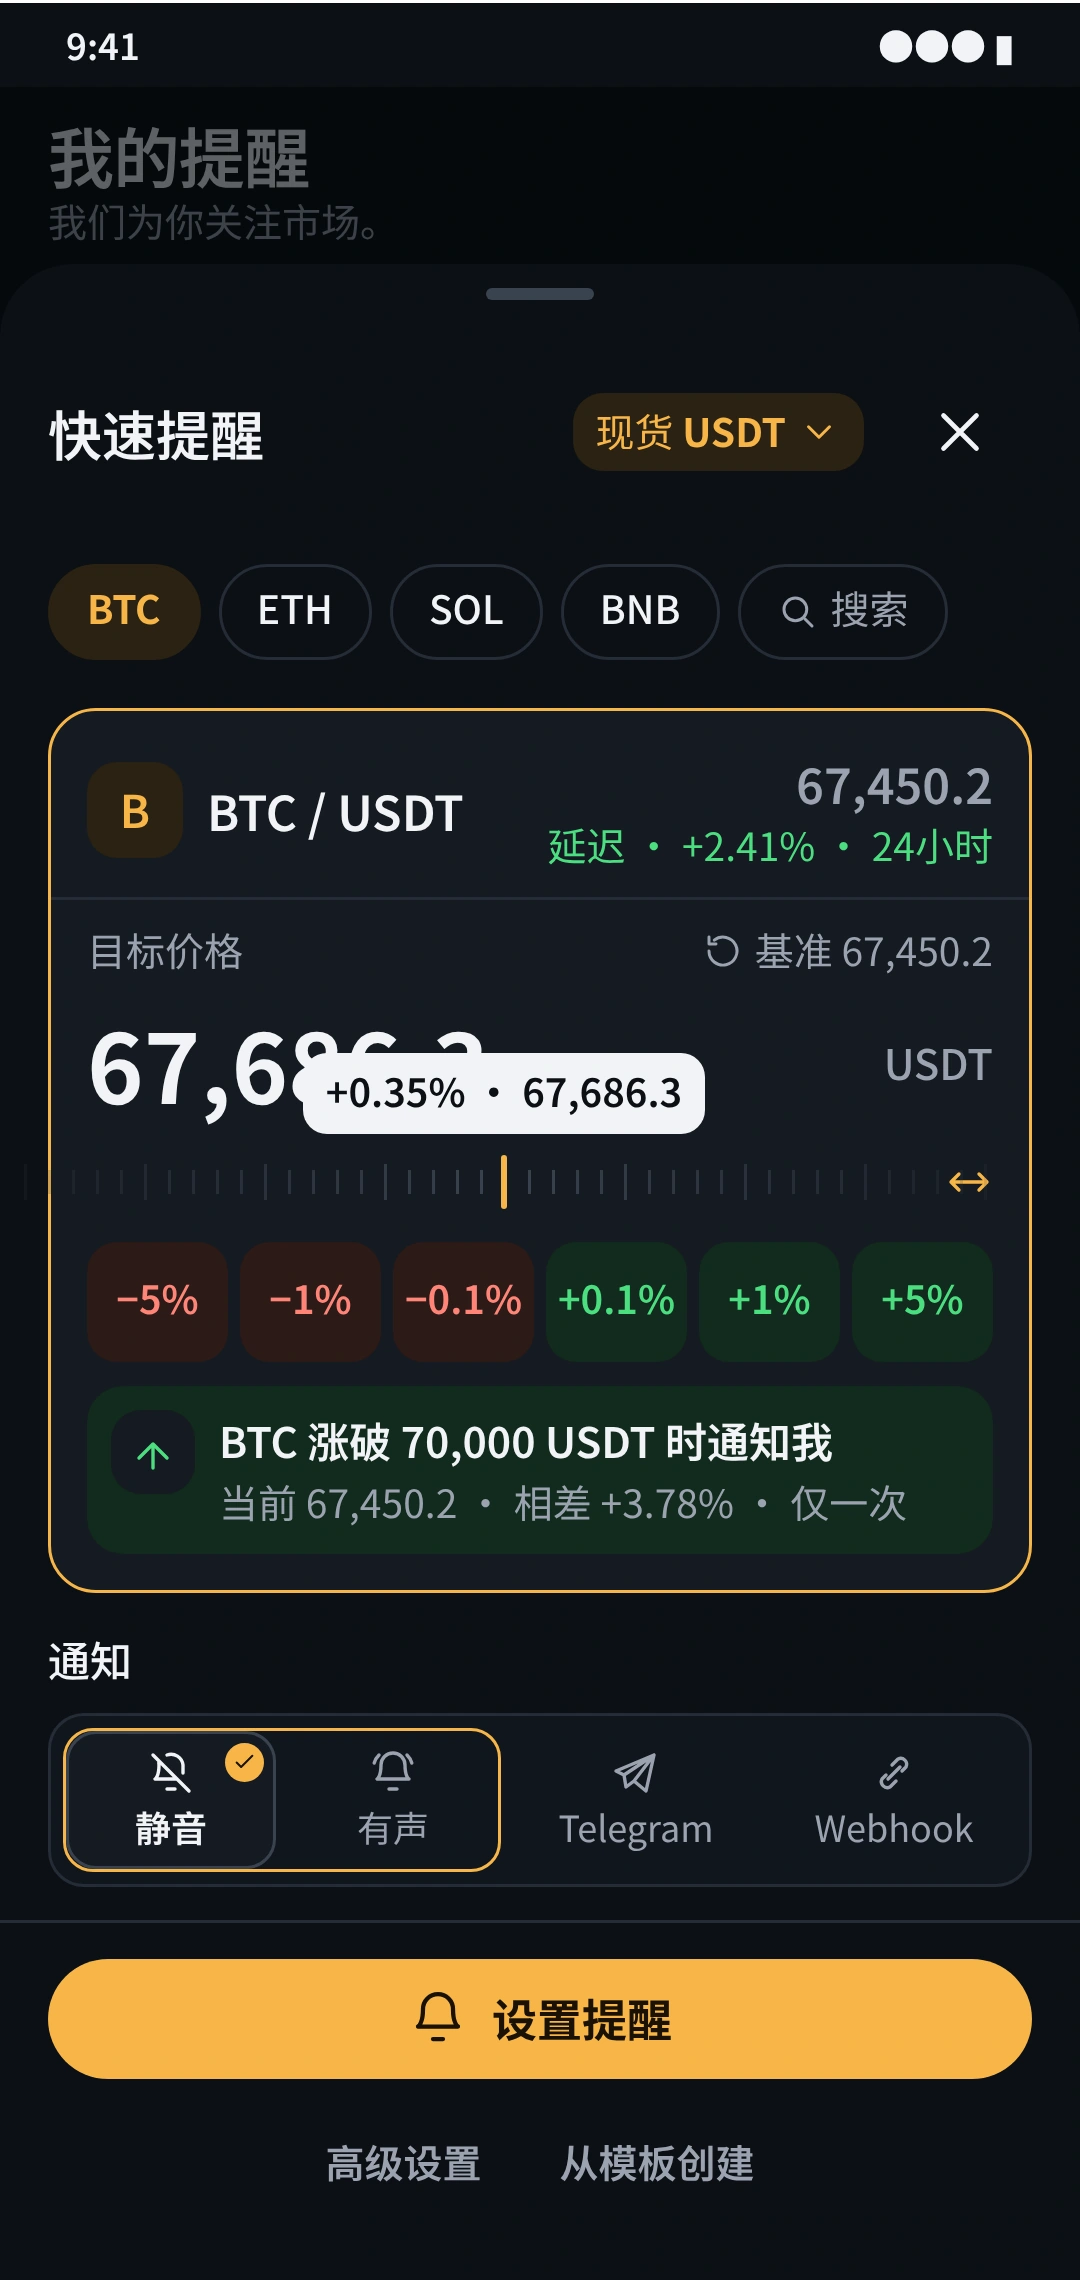 9:41
我的提醒
我们为你关注市场。
快速提醒
现货 USDT
BTC
ETH
SOL
BNB
搜索
B
BTC / USDT
67,450.2
延迟 · +2.41% · 24小时
目标价格
基准 67,450.2
67,686.3
USDT
+0.35% · 67,686.3
−5%
−1%
−0.1%
+0.1%
+1%
+5%
BTC 涨破 70,000 USDT 时通知我
当前 67,450.2 · 相差 +3.78% · 仅一次
通知
静音
有声
Telegram
Webhook
设置提醒
高级设置
从模板创建